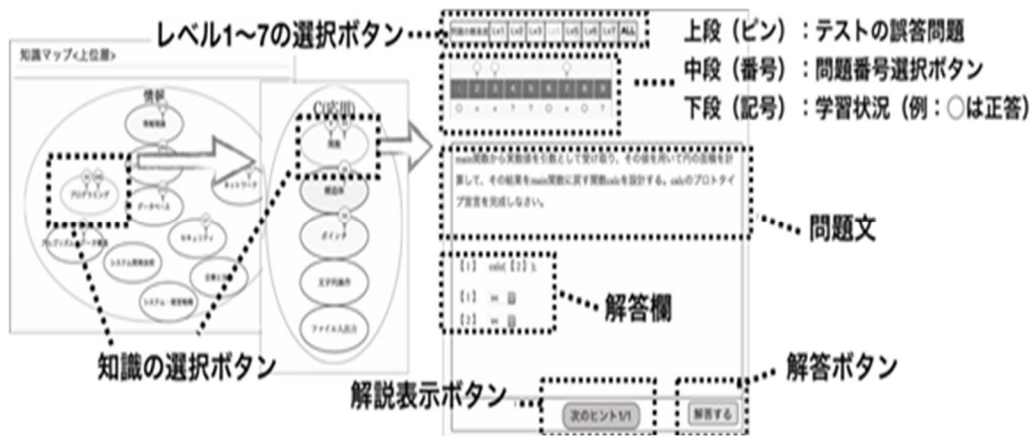 レベル1〜7の選択ボタン
知識マップ<上位層>
情報
プログラミング
データベース
ネットワーク
セキュリティ
システム開発技術
知識の選択ボタン
C(応用)
関数
構造体
ポインタ
文字列操作
ファイル入出力
Lv1 Lv2 Lv3 Lv4 Lv5 Lv6 Lv7 ALL
1 2 3 4 5 6 7 8 9
○ × × ? ? ○ × ○ ?
上段（ピン）：テストの誤答問題
中段（番号）：問題番号選択ボタン
下段（記号）：学習状況（例：○は正答）
main関数から実数値を引数として受け取り、その値を用いて円の面積を計
算して、その結果をmain関数に戻す関数calcを設計する。calcのプロトタイ
プ宣言を完成しなさい。
問題文
【1】 calc(【2】);
【1】
【2】
解答欄
解説表示ボタン
次のヒント1/1
解答する
解答ボタン